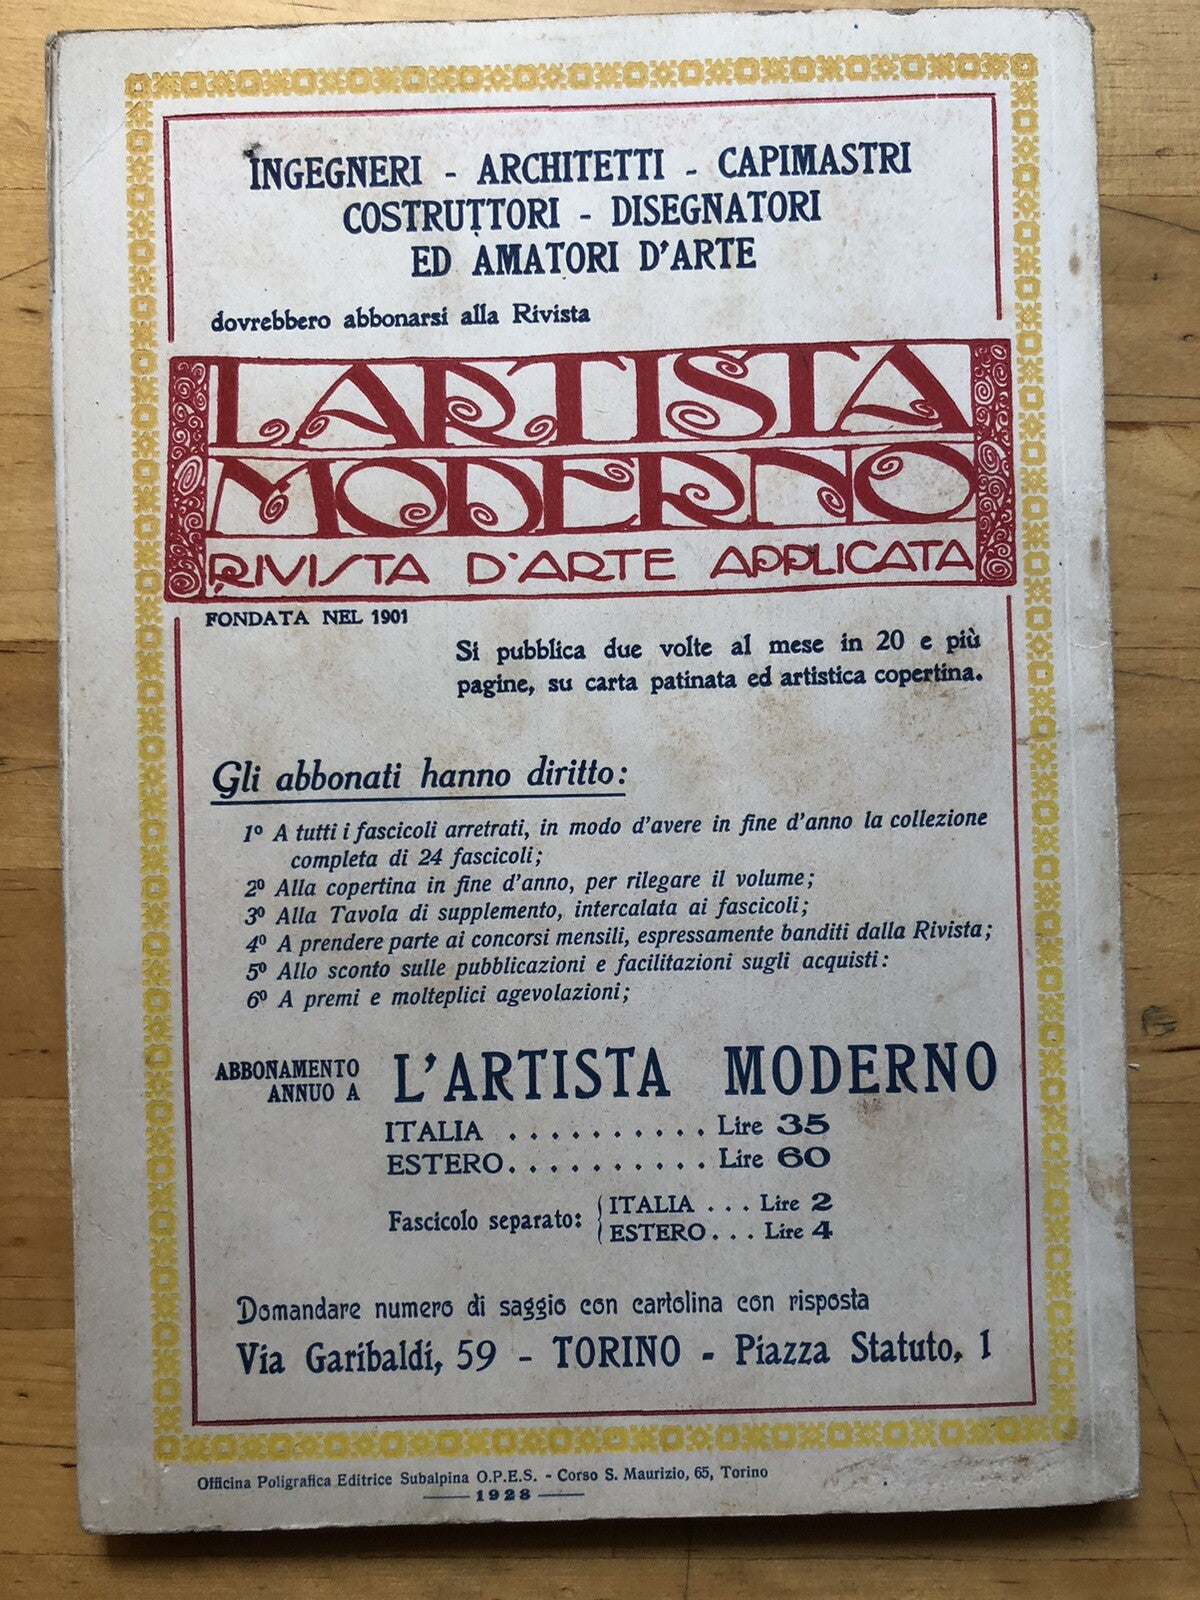 INGEGNERI - ARCHITETTI - CAPIMASTRI
COSTRUTTORI - DISEGNATORI
ED AMATORI D'ARTE
dovrebbero abbonarsi alla Rivista
L'ARTISTA
MODERNO
RIVISTA D'ARTE APPLICATA
FONDATA NEL 1901
Si pubblica due volte al mese in 20 e più
pagine, su carta patinata ed artistica copertina.
Gli abbonati hanno diritto:
1º A tutti i fascicoli arretrati, in modo d'avere in fine d'anno la collezione
completa di 24 fascicoli;
2º Alla copertina in fine d'anno, per rilegare il volume;
3º Alla Tavola di supplemento, intercalata ai fascicoli;
4º A prendere parte ai concorsi mensili, espressamente banditi dalla Rivista;
5º Allo sconto sulle pubblicazioni e facilitazioni sugli acquisti:
6º A premi e molteplici agevolazioni;
ABBONAMENTO
ANNUO A
L'ARTISTA MODERNO
ITALIA . . . . . . . . . . Lire 35
ESTERO . . . . . . . . . . Lire 60
Fascicolo separato:
ITALIA . . . Lire 2
ESTERO . . . Lire 4
Domandare numero di saggio con cartolina con risposta
Via Garibaldi, 59 - TORINO - Piazza Statuto, 1
Officina Poligrafica Editrice Subalpina O.P.E.S. - Corso S. Maurizio, 65, Torino
— 1928 —